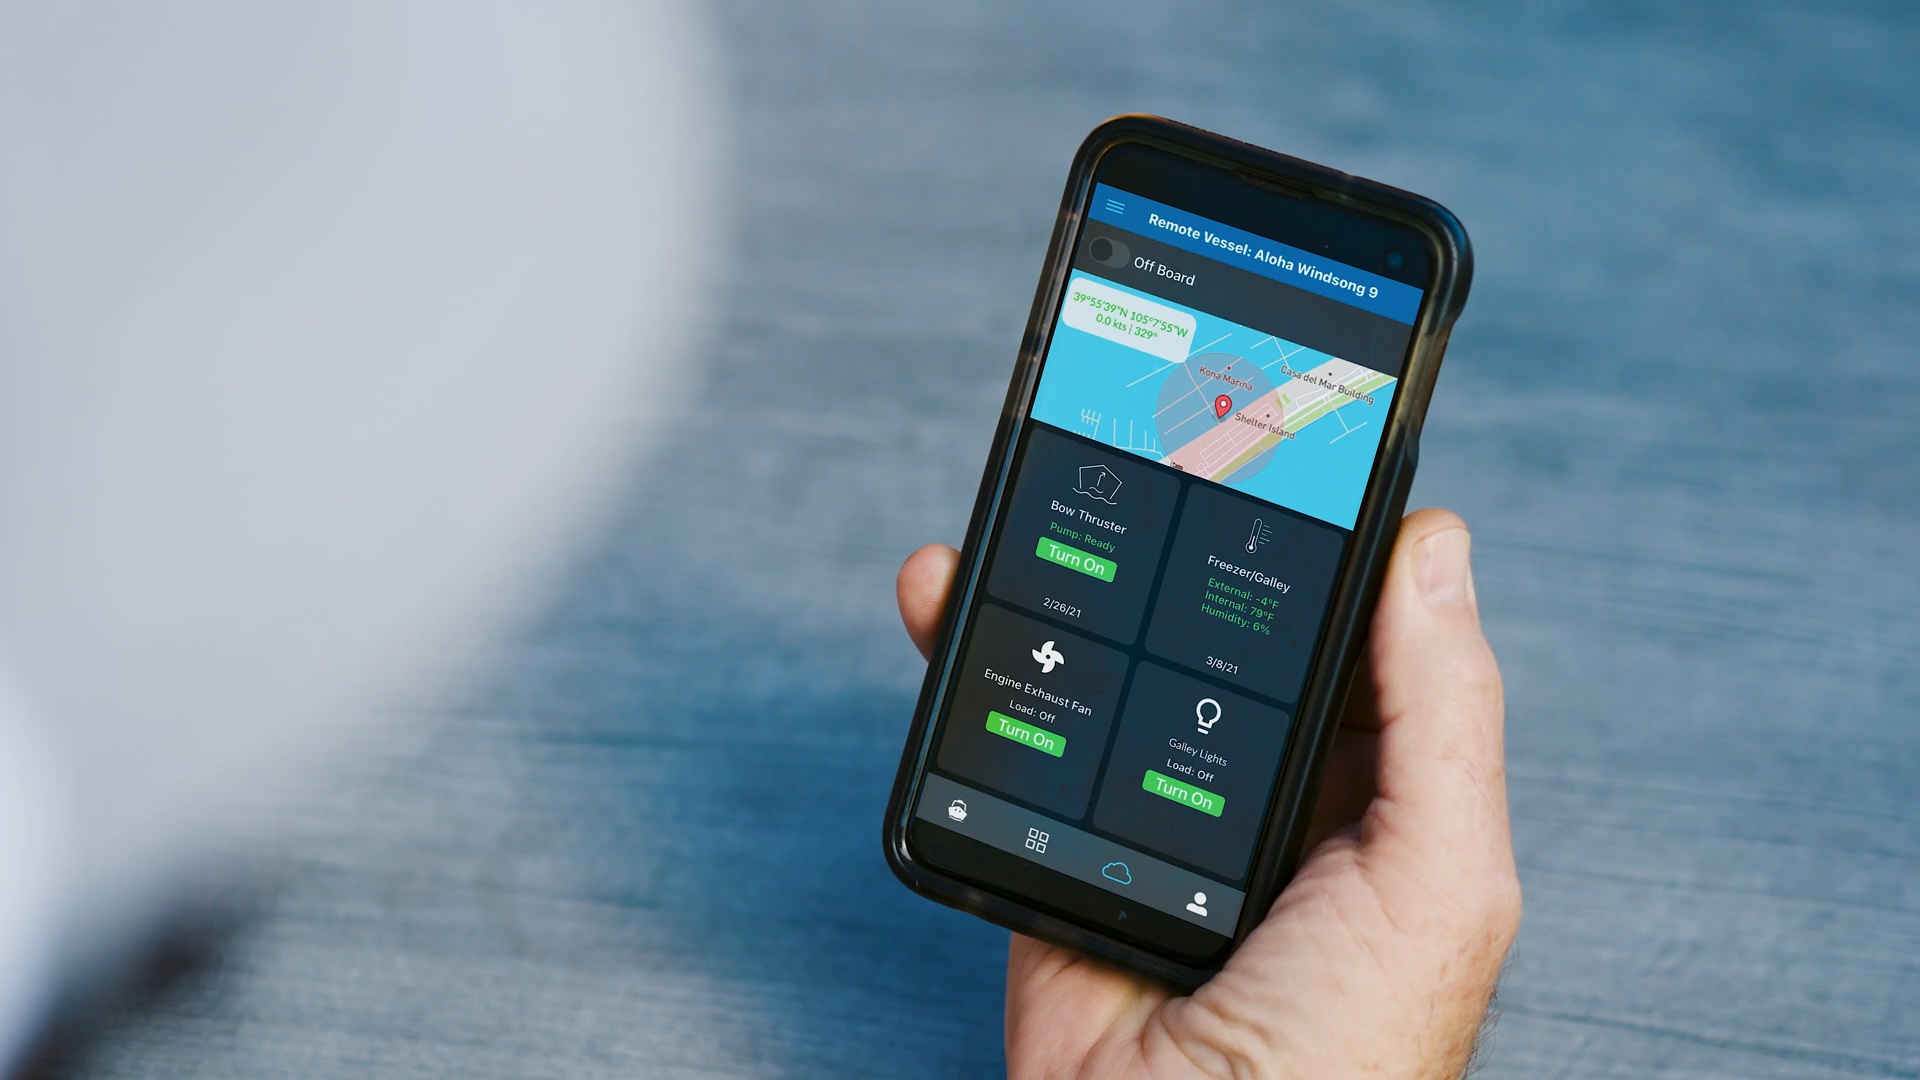 Remote Vessel: Aloha Windsong 9
Off Board
39°55'39"N 105°7'55"W
0.0 kts | 329°
Kona Marina
Casa del Mar Building
Shelter Island
Bow Thruster
Pump: Ready
Turn On
2/26/21
Freezer/Galley
External: -4°F
Internal: 79°F
Humidity: 6%
3/8/21
Engine Exhaust Fan
Load: Off
Turn On
Galley Lights
Load: Off
Turn On